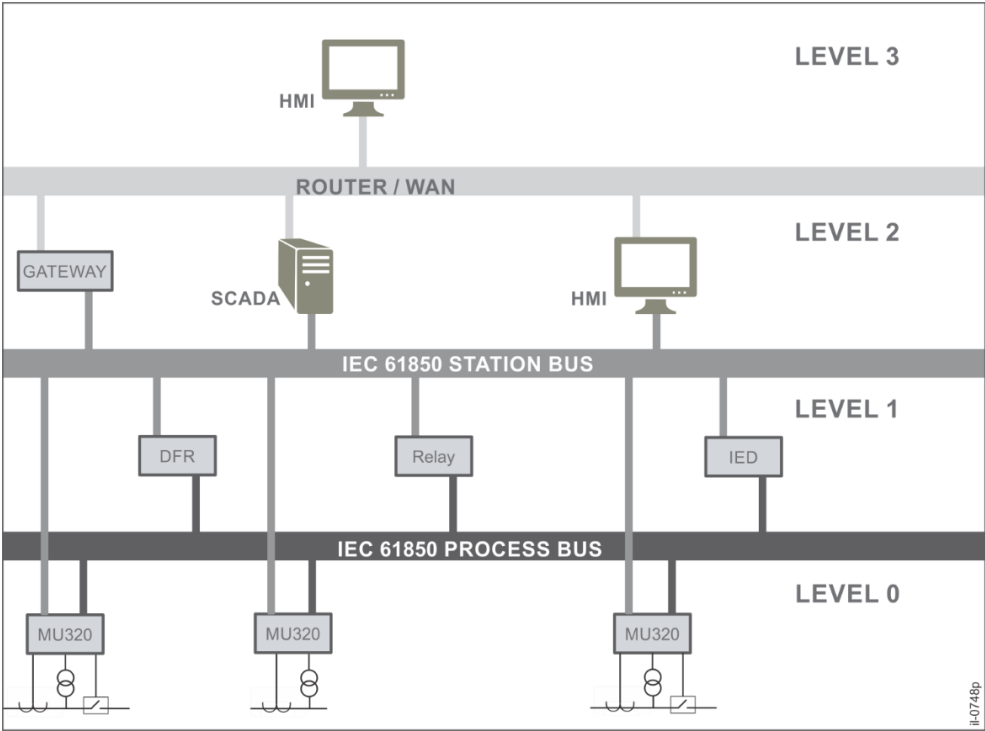 LEVEL 3
HMI
ROUTER / WAN
LEVEL 2
GATEWAY
SCADA
HMI
IEC 61850 STATION BUS
LEVEL 1
DFR
Relay
IED
IEC 61850 PROCESS BUS
LEVEL 0
MU320
MU320
MU320
il-0748p